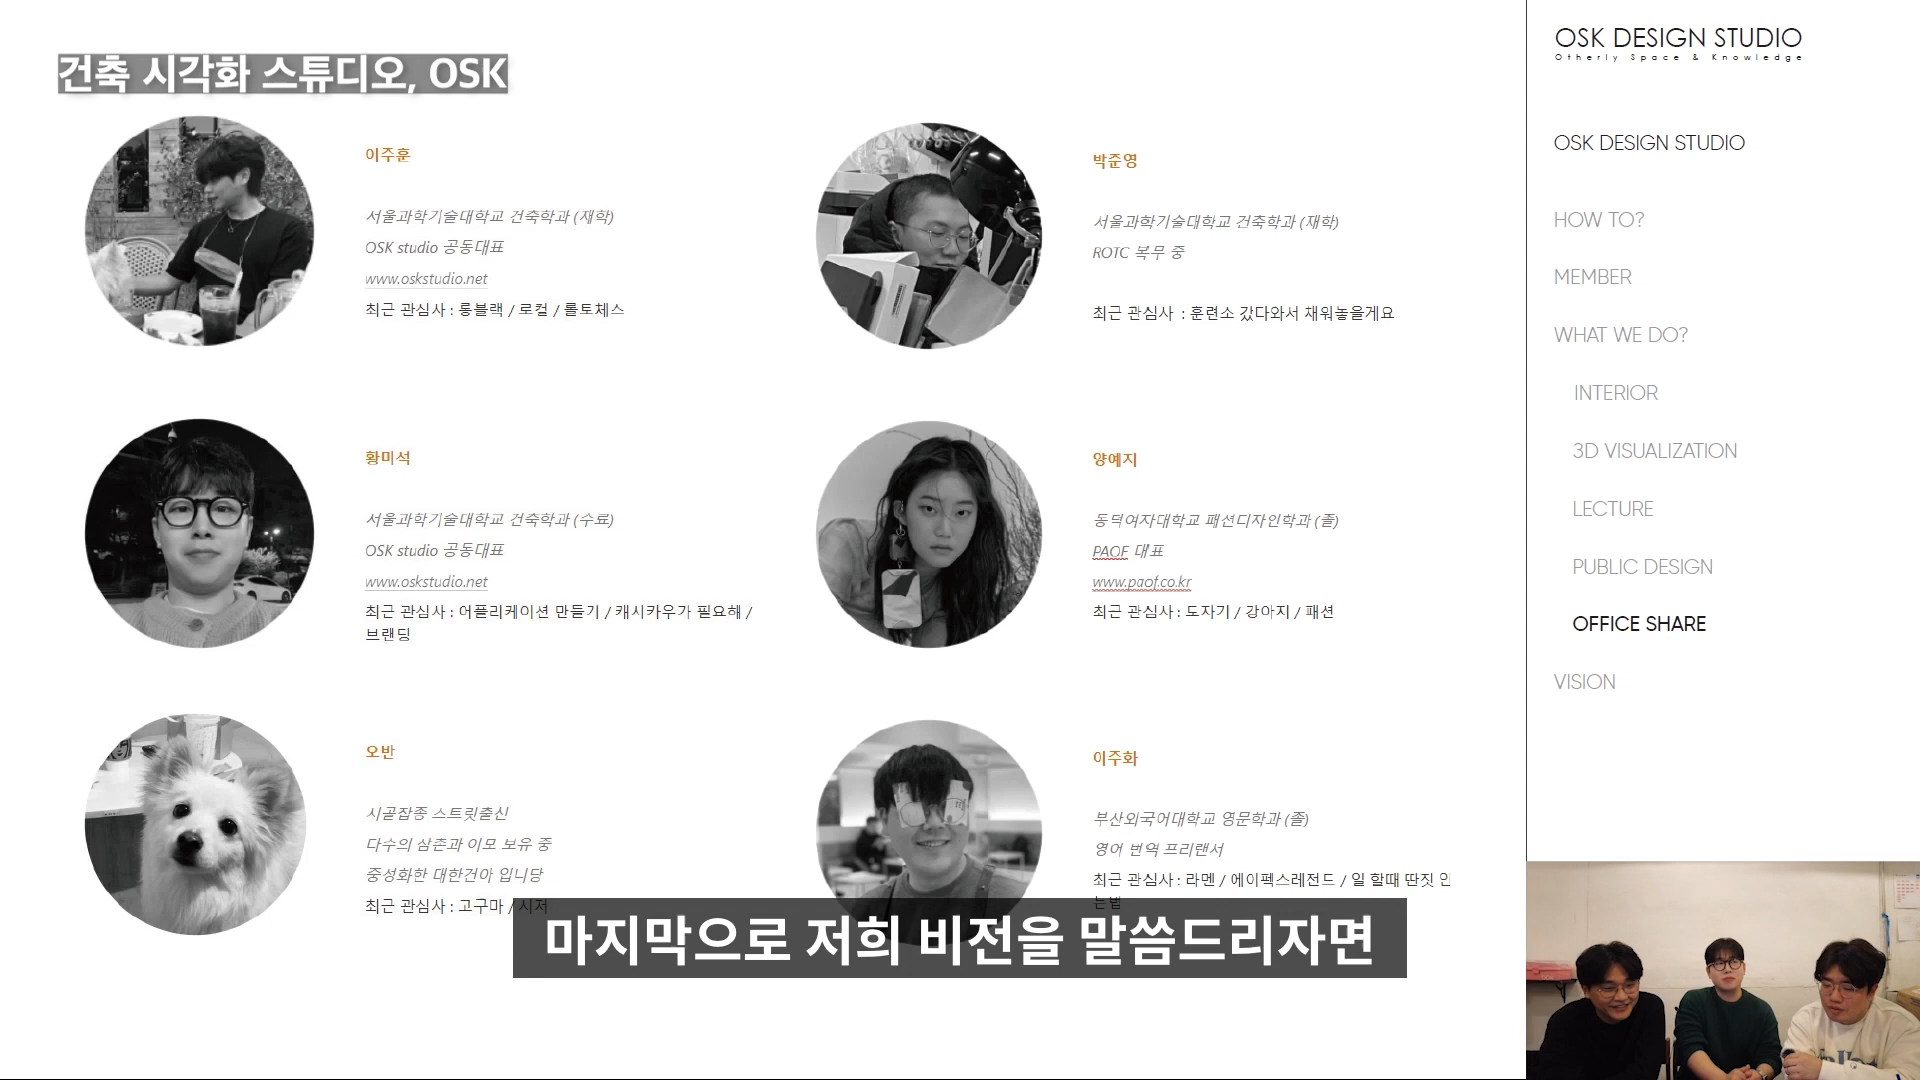 건축 시각화 스튜디오, OSK
이주훈
서울과학기술대학교 건축학과 (재학)
OSK studio 공동대표
www.oskstudio.net
최근 관심사 : 룽블랙 / 로컬 / 롤토체스
박준영
서울과학기술대학교 건축학과 (재학)
ROTC 복무 중
최근 관심사 : 훈련소 갔다와서 채워놓을게요
황미석
서울과학기술대학교 건축학과 (수료)
OSK studio 공동대표
www.oskstudio.net
최근 관심사 : 어플리케이션 만들기 / 캐시카우가 필요해 /
브랜딩
양예지
동덕여자대학교 패션디자인학과 (졸)
PAOF 대표
www.paof.co.kr
최근 관심사 : 도자기 / 강아지 / 패션
오반
시골잡종 스트릿출신
다수의 삼촌과 이모 보유 중
중성화한 대한건아 입니당
최근 관심사 : 고구마 / 시저
이주화
부산외국어대학교 영문학과 (졸)
영어 번역 프리랜서
최근 관심사 : 라멘 / 에이펙스레전드 / 일 할때 딴짓 안
는법
마지막으로 저희 비전을 말씀드리자면
OSK DESIGN STUDIO
Otherly Space & Knowledge
OSK DESIGN STUDIO
HOW TO?
MEMBER
WHAT WE DO?
INTERIOR
3D VISUALIZATION
LECTURE
PUBLIC DESIGN
OFFICE SHARE
VISION